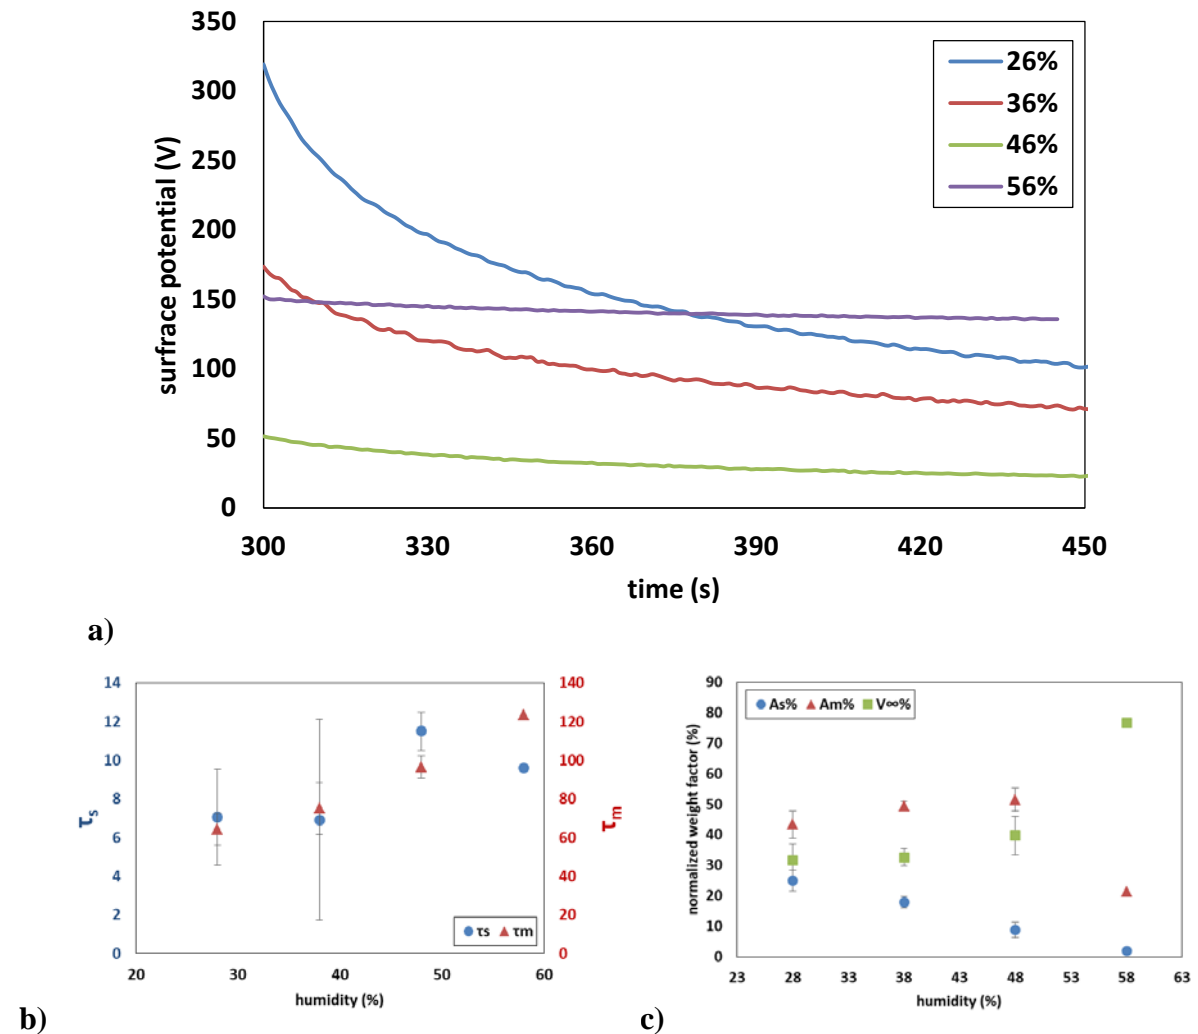 350
300
250
200
150
100
50
0
surfrace potential (V)
26%
36%
46%
56%
300 330 360 390 420 450
time (s)
a)
14
12
10
8
6
4
2
0
τs
140
120
100
80
60
40
20
0
τm
τs τm
20 30 40 50 60
humidity (%)
b)
90
80
70
60
50
40
30
20
10
0
normalized weight factor (%)
As% Am% V∞%
23 28 33 38 43 48 53 58 63
humidity (%)
c)